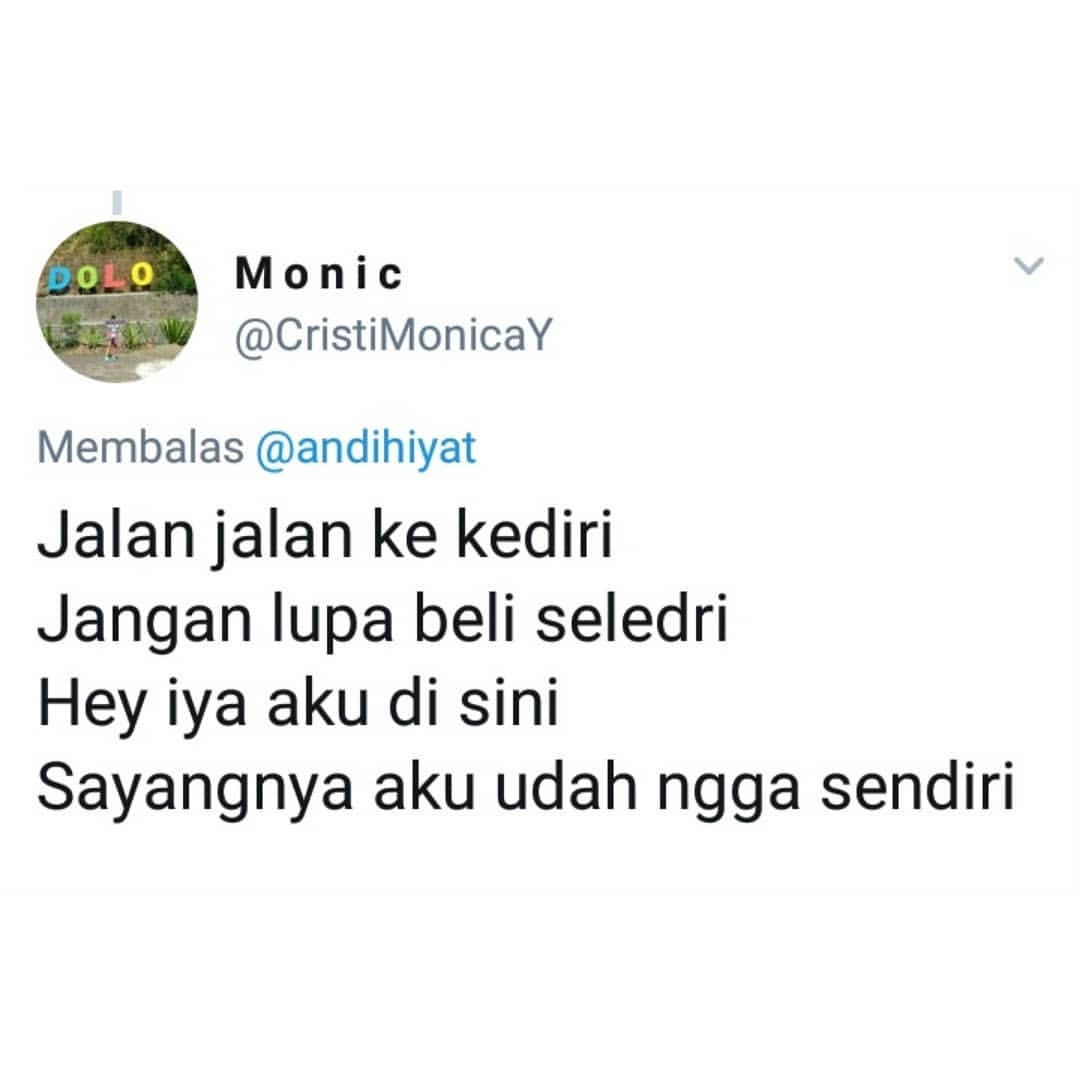 DOLO
Monic
@CristiMonicaY
Membalas @andihiyat
Jalan jalan ke kediri
Jangan lupa beli seledri
Hey iya aku di sini
Sayangnya aku udah ngga sendiri